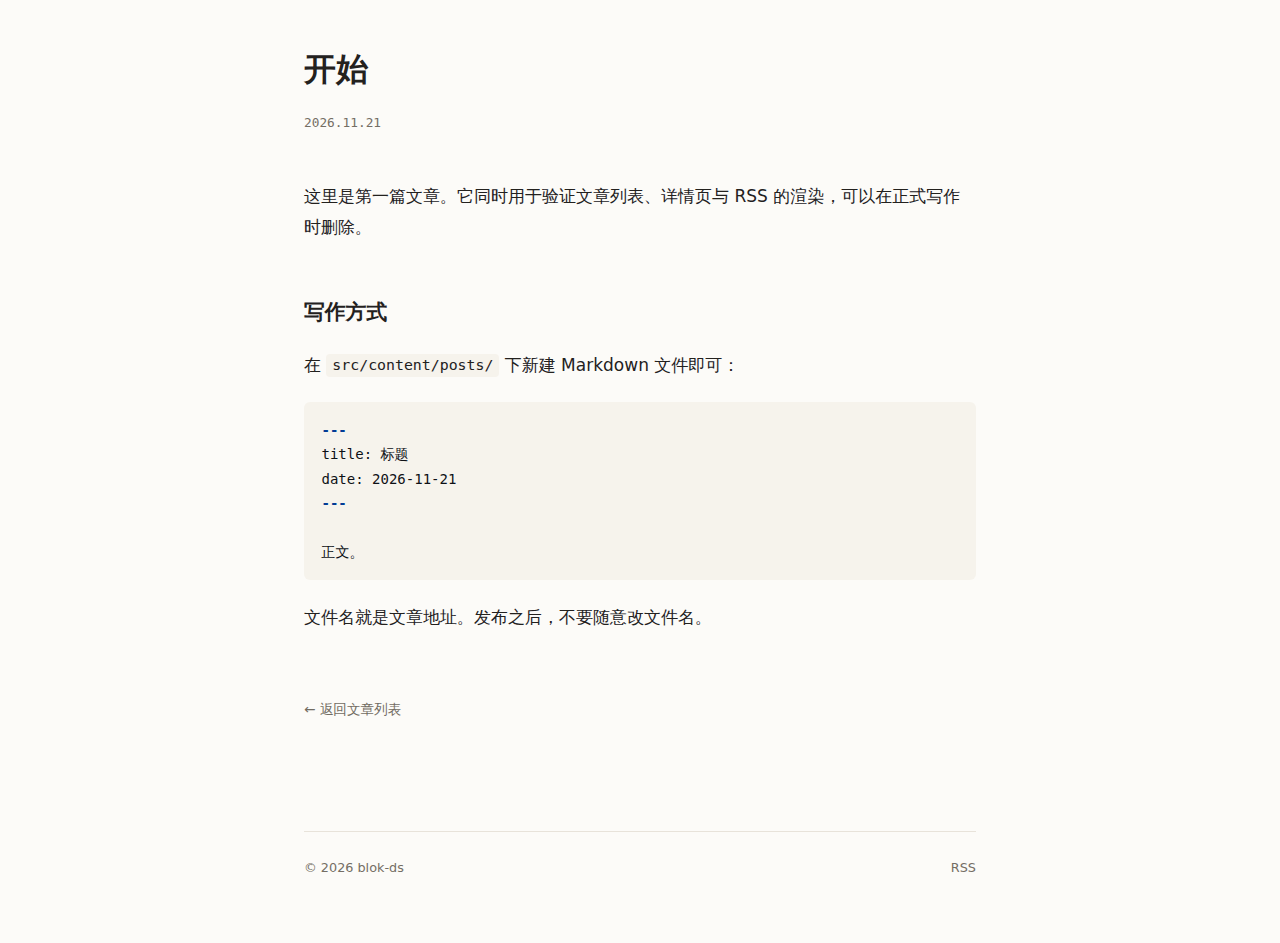 开始
2026.11.21
这里是第一篇文章。它同时用于验证文章列表、详情页与 RSS 的渲染，可以在正式写作
时删除。
写作方式
在 src/content/posts/ 下新建 Markdown 文件即可：
---
title: 标题
date: 2026-11-21
---
正文。
文件名就是文章地址。发布之后，不要随意改文件名。
← 返回文章列表
© 2026 blok-ds
RSS